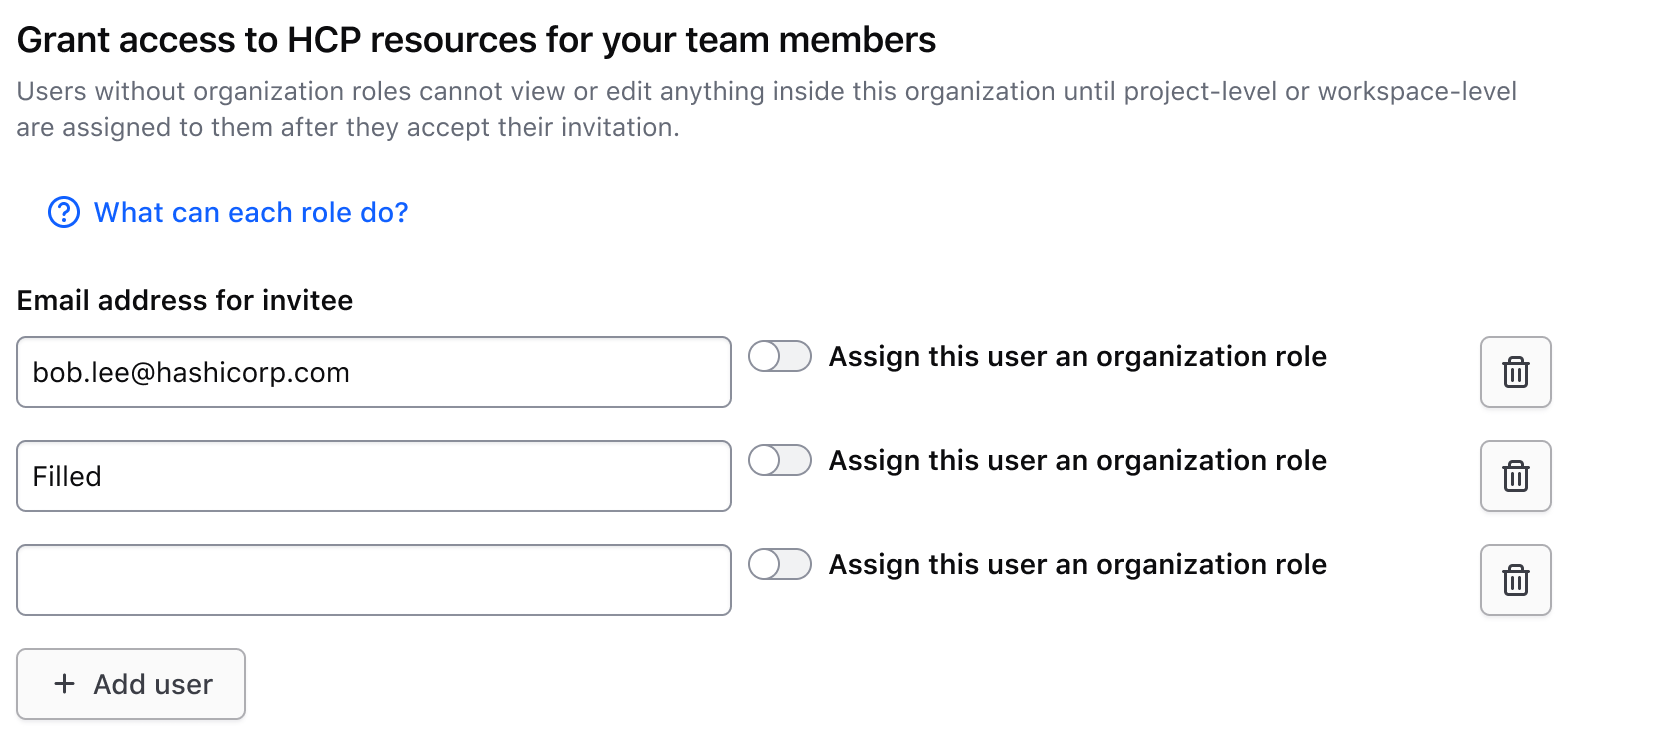 Grant access to HCP resources for your team members
Users without organization roles cannot view or edit anything inside this organization until project-level or workspace-level
are assigned to them after they accept their invitation.
What can each role do?
Email address for invitee
bob.lee@hashicorp.com
Assign this user an organization role
Filled
Assign this user an organization role
Assign this user an organization role
+ Add user